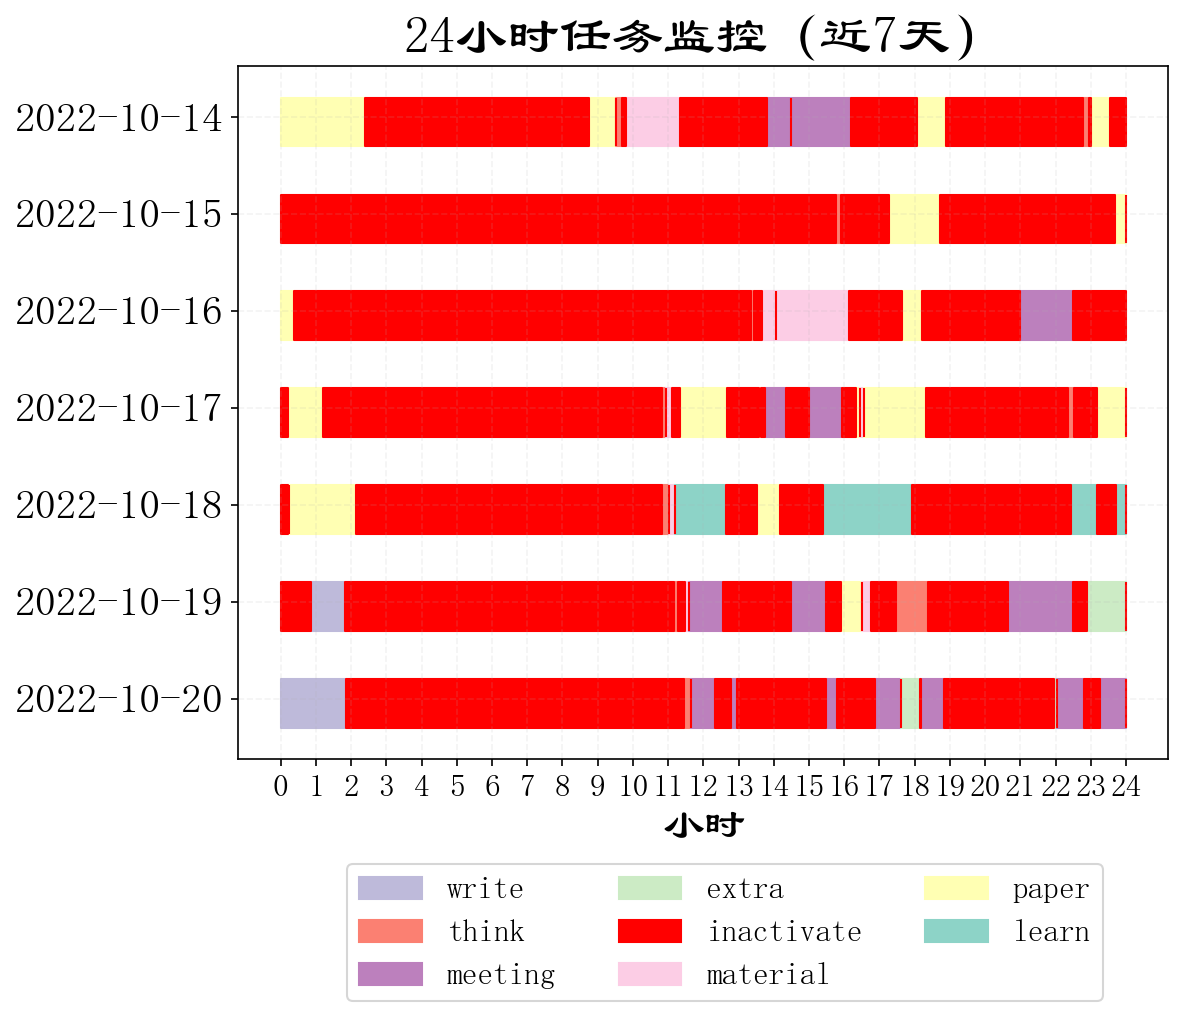 24小时任务监控 (近7天)
2022-10-14
2022-10-15
2022-10-16
2022-10-17
2022-10-18
2022-10-19
2022-10-20
0 1 2 3 4 5 6 7 8 9 10 11 12 13 14 15 16 17 18 19 20 21 22 23 24
小时
write extra paper
think inactivate learn
meeting material